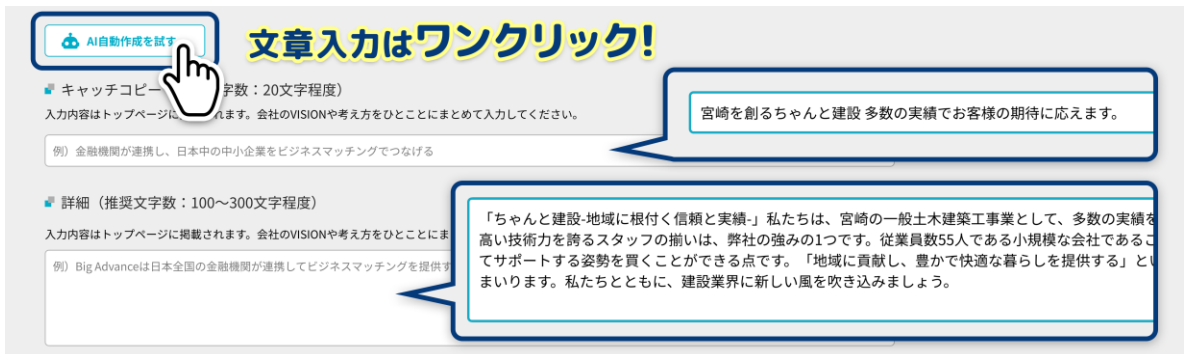 AI自動作成を試す
文章入力はワンクリック!
キャッチコピー 字数：20文字程度）
入力内容はトップページに れます。会社のVISIONや考え方をひとことにまとめて入力してください。
例）金融機関が連携し、日本中の中小企業をビジネスマッチングでつなげる
宮崎を創るちゃんと建設 多数の実績でお客様の期待に応えます。
詳細（推奨文字数：100〜300文字程度）
入力内容はトップページに掲載されます。会社のVISIONや考え方をひとことにま
例）Big Advanceは日本全国の金融機関が連携してビジネスマッチングを提供す
「ちゃんと建設-地域に根付く信頼と実績-」私たちは、宮崎の一般土木建築工事業として、多数の実績を
高い技術力を誇るスタッフの揃いは、弊社の強みの1つです。従業員数55人である小規模な会社であるこ
てサポートする姿勢を買くことができる点です。「地域に貢献し、豊かで快適な暮らしを提供する」とい
まいります。私たちとともに、建設業界に新しい風を吹き込みましょう。